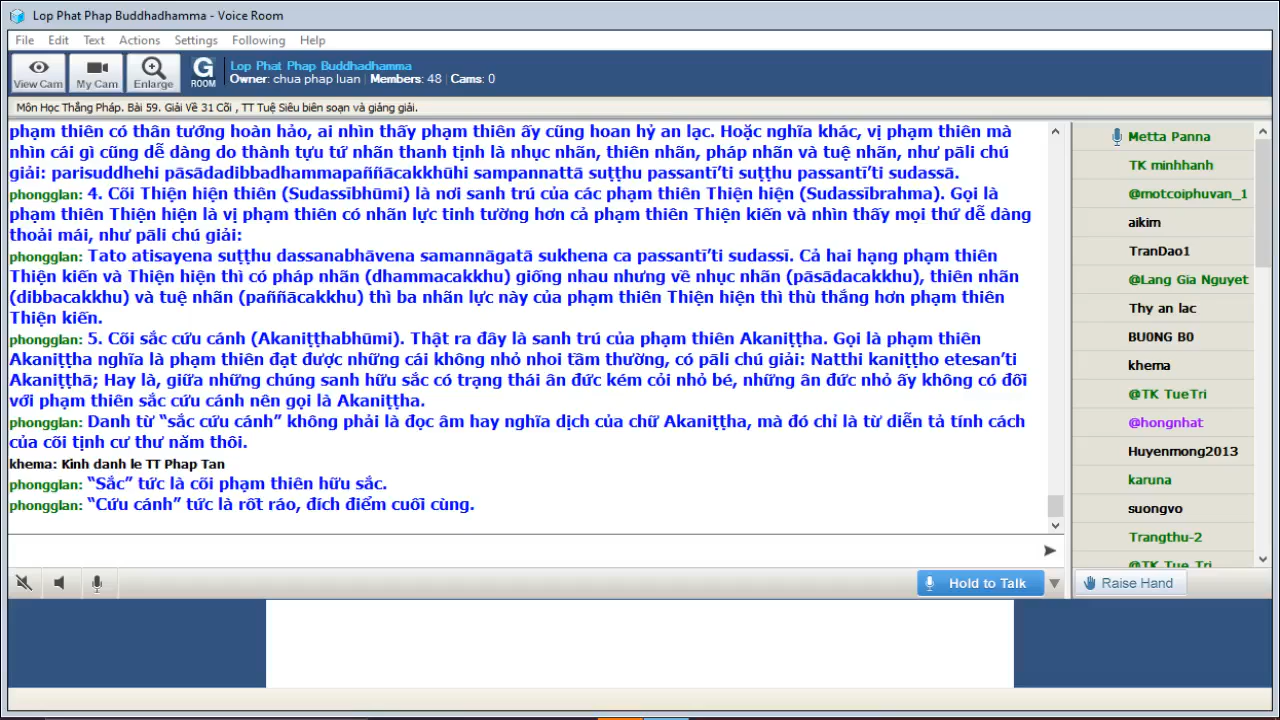 Lop Phat Phap Buddhadhamma - Voice Room
File Edit Text Actions Settings Following Help
View Cam
My Cam
Enlarge
G
ROOM
Lop Phat Phap Buddhadhamma
Owner: chua phap luan | Members: 48 | Cams: 0
Môn Học Thắng Pháp. Bài 59. Giải Về 31 Cõi , TT Tuệ Siêu biên soạn và giảng giải.
phạm thiên có thân tướng hoàn hảo, ai nhìn thấy phạm thiên ấy cũng hoan hỷ an lạc. Hoặc nghĩa khác, vị phạm thiên mà
nhìn cái gì cũng dễ dàng do thành tựu tứ nhãn thanh tịnh là nhục nhãn, thiên nhãn, pháp nhãn và tuệ nhãn, như pāli chú
giải: parisuddhehi pāsādadibbadhammapaññācakkhūhi sampannattā suṭṭhu passantī’ti suṭṭhu passantī’ti sudassā.
phongglan: 4. Cõi Thiện hiện thiên (Sudassībhūmi) là nơi sanh trú của các phạm thiên Thiện hiện (Sudassībrahma). Gọi là
phạm thiên Thiện hiện là vị phạm thiên có nhãn lực tinh tường hơn cả phạm thiên Thiện kiến và nhìn thấy mọi thứ dễ dàng
thoải mái, như pāli chú giải:
phongglan: Tato atisayena suṭṭhu dassanabhāvena samannāgatā sukhena ca passantī’ti sudassī. Cả hai hạng phạm thiên
Thiện kiến và Thiện hiện thì có pháp nhãn (dhammacakkhu) giống nhau nhưng về nhục nhãn (pāsādacakkhu), thiên nhãn
(dibbacakkhu) và tuệ nhãn (paññācakkhu) thì ba nhãn lực này của phạm thiên Thiện hiện thì thù thắng hơn phạm thiên
Thiện kiến.
phongglan: 5. Cõi sắc cứu cánh (Akaniṭṭhabhūmi). Thật ra đây là sanh trú của phạm thiên Akaniṭṭha. Gọi là phạm thiên
Akaniṭṭha nghĩa là phạm thiên đạt được những cái không nhỏ nhoi tầm thường, có pāli chú giải: Natthi kaniṭṭho etesan’ti
Akaniṭṭhā; Hay là, giữa những chúng sanh hữu sắc có trạng thái ân đức kém cỏi nhỏ bé, những ân đức nhỏ ấy không có đối
với phạm thiên sắc cứu cánh nên gọi là Akaniṭṭha.
phongglan: Danh từ “sắc cứu cánh” không phải là đọc âm hay nghĩa dịch của chữ Akaniṭṭha, mà đó chỉ là từ diễn tả tính cách
của cõi tịnh cư thư năm thôi.
khema: Kinh danh le TT Phap Tan
phongglan: “Sắc” tức là cõi phạm thiên hữu sắc.
phongglan: “Cứu cánh” tức là rốt ráo, đích điểm cuối cùng.
Hold to Talk
Metta Panna
TK minhhanh
@motcoiphuvan_1
aikim
TranDao1
@Lang Gia Nguyet
Thy an lac
BU0NG B0
khema
@TK TueTri
@hongnhat
Huyenmong2013
karuna
suongvo
Trangthu-2
@TK Tue Tri
Raise Hand